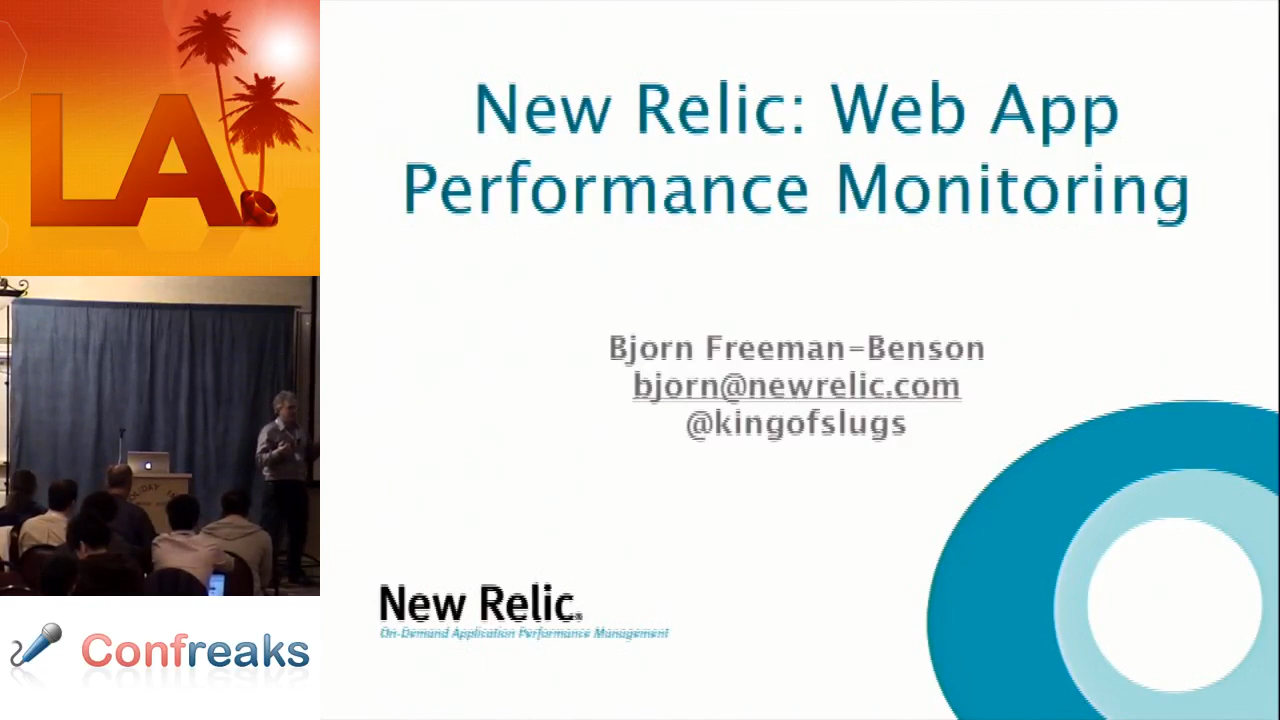 LA.
New Relic: Web App
Performance Monitoring
Bjorn Freeman-Benson
bjorn@newrelic.com
@kingofslugs
New Relic®
On-Demand Application Performance Management
Confreaks